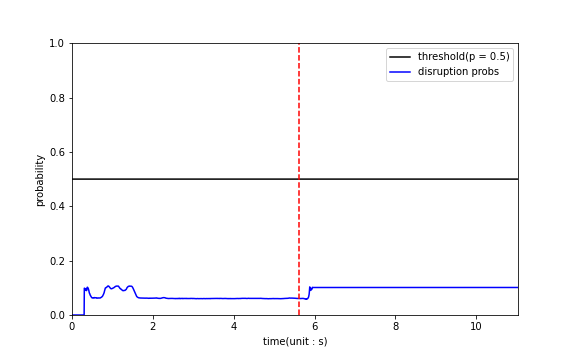 1.0
0.8
0.6
0.4
0.2
0.0
probability
0 2 4 6 8 10
time(unit : s)
threshold(p = 0.5)
disruption probs